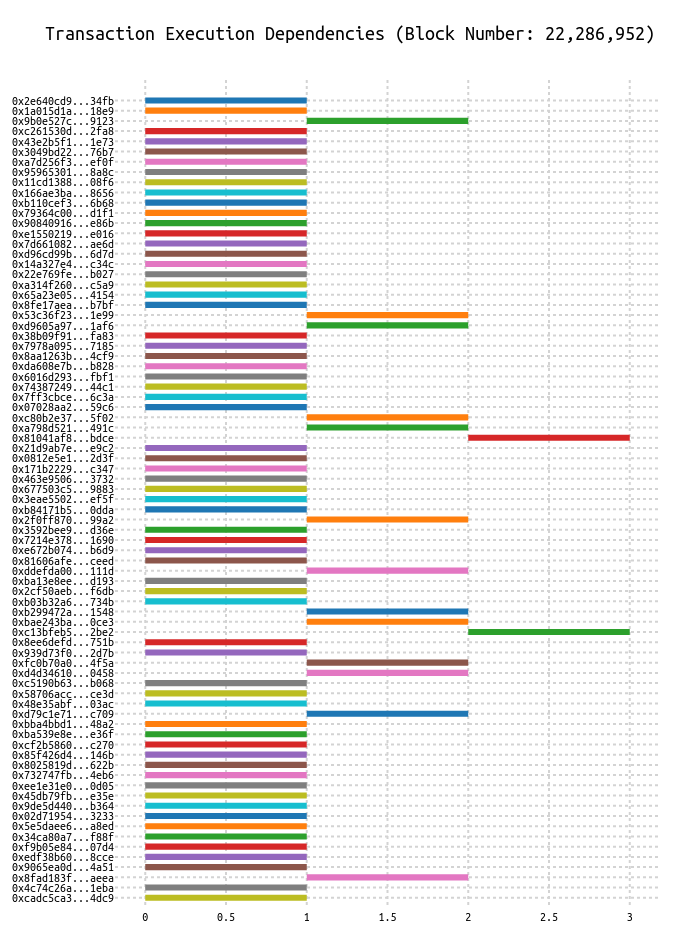 Transaction Execution Dependencies (Block Number: 22,286,952)
0x2e640cd9...34fb
0x1a015d1a...18e9
0x9b0e527c...9123
0xc261530d...2fa8
0x43e2b5f1...1e73
0x3049bd22...76b7
0xa7d256f3...ef0f
0x95965301...8a8c
0x11cd1388...08f6
0x166ae3ba...8656
0xb110cef3...6b68
0x79364c00...d1f1
0x90840916...e86b
0xe1550219...e016
0x7d661082...ae6d
0xd96cd99b...6d7d
0x14a327e4...c34c
0x22e769fe...b027
0xa314f260...c5a9
0x65a23e05...4154
0x8fe17aea...b7bf
0x53c36f23...1e99
0xd9605a97...1af6
0x38b09f91...fa83
0x7978a095...7185
0x8aa1263b...4cf9
0xda608e7b...b828
0x6016d293...fbf1
0x74387249...44c1
0x7ff3cbce...6c3a
0x07028aa2...59c6
0xc80b2e37...5f02
0xa798d521...491c
0x81041af8...bdce
0x21d9ab7e...e9c2
0x0812e5e1...2d3f
0x171b2229...c347
0x463e9506...3732
0x677503c5...9883
0x3eae5502...ef5f
0xb84171b5...0dda
0x2f0ff870...99a2
0x3592bee9...d36e
0x7214e378...1690
0xe672b074...b6d9
0x81606afe...ceed
0xddefda00...111d
0xba13e8ee...d193
0x2cf50aeb...f6db
0xb03b32a6...734b
0xb299472a...1548
0xbae243ba...0ce3
0xc13bfeb5...2be2
0x8ee6defd...751b
0x939d73f0...2d7b
0xfc0b70a0...4f5a
0xd4d34610...0458
0xc5190b63...b068
0x58706acc...ce3d
0x48e35abf...03ac
0xd79c1e71...c709
0xbba4bbd1...48a2
0xba539e8e...e36f
0xcf2b5860...c270
0x85f426d4...146b
0x8025819d...622b
0x732747fb...4eb6
0xee1e31e0...0d05
0x45db79fb...e35e
0x9de5d440...b364
0x02d71954...3233
0x5e5daee6...a8ed
0x34ca80a7...f88f
0xf9b05e84...07d4
0xedf38b60...8cce
0x9065ea0d...4a51
0x8fad183f...aeea
0x4c74c26a...1eba
0xcadc5ca3...4dc9
0 0.5 1 1.5 2 2.5 3